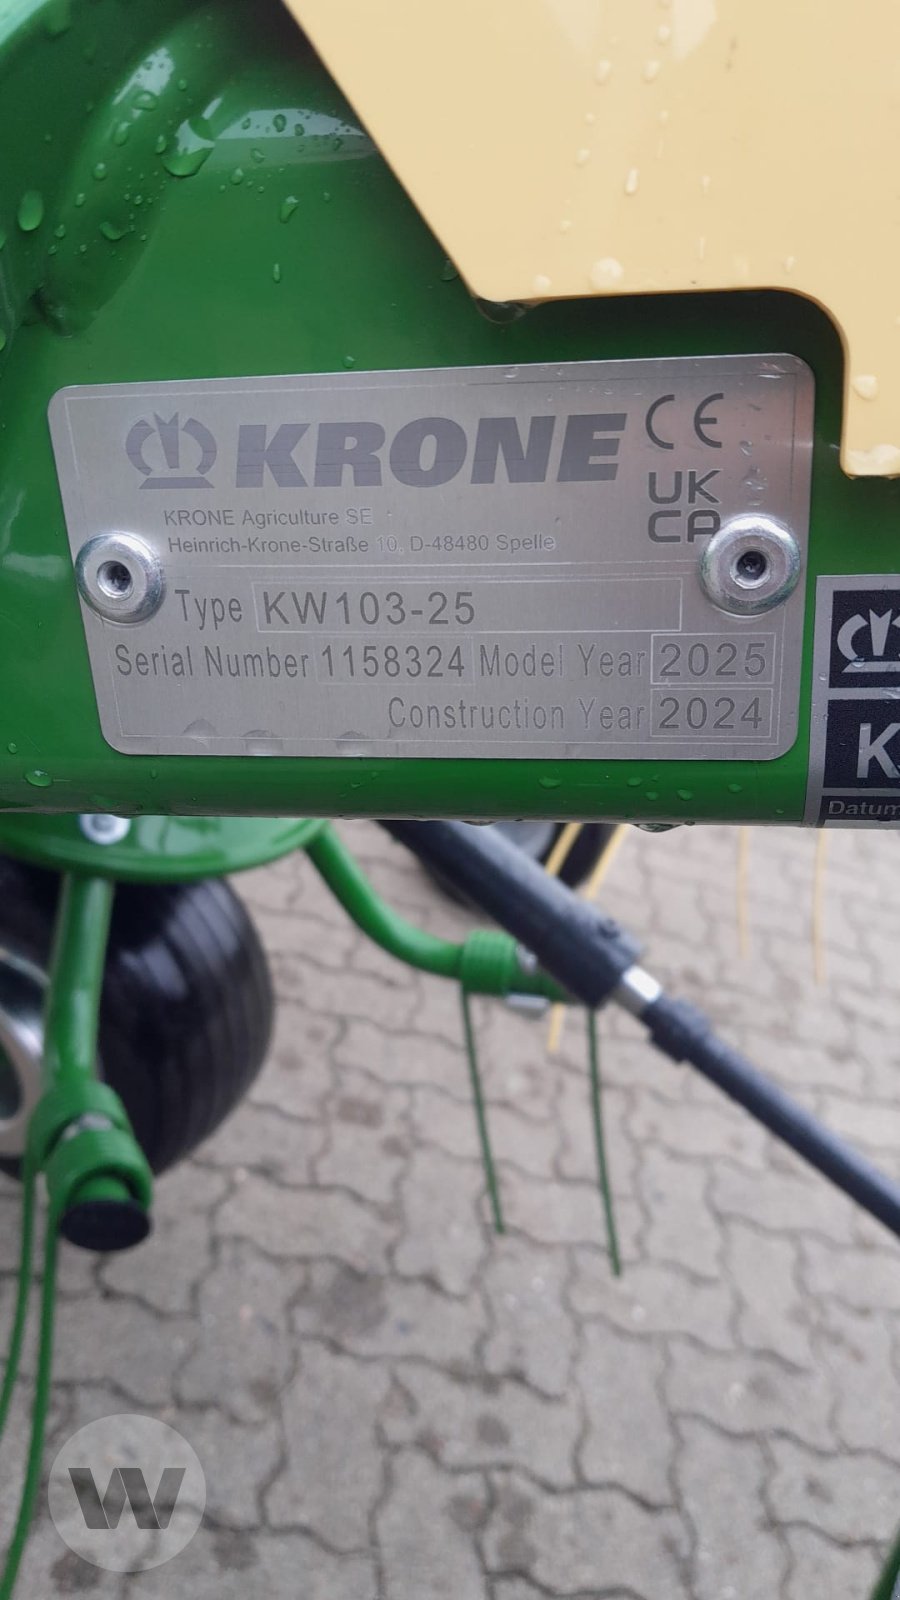 KRONE CE
UK
CA
KRONE Agriculture SE
Heinrich-Krone-Straße 10, D-48480 Spelle
Type KW103-25
Serial Number 1158324 Model Year 2025
Construction Year 2024
K
Datum
W